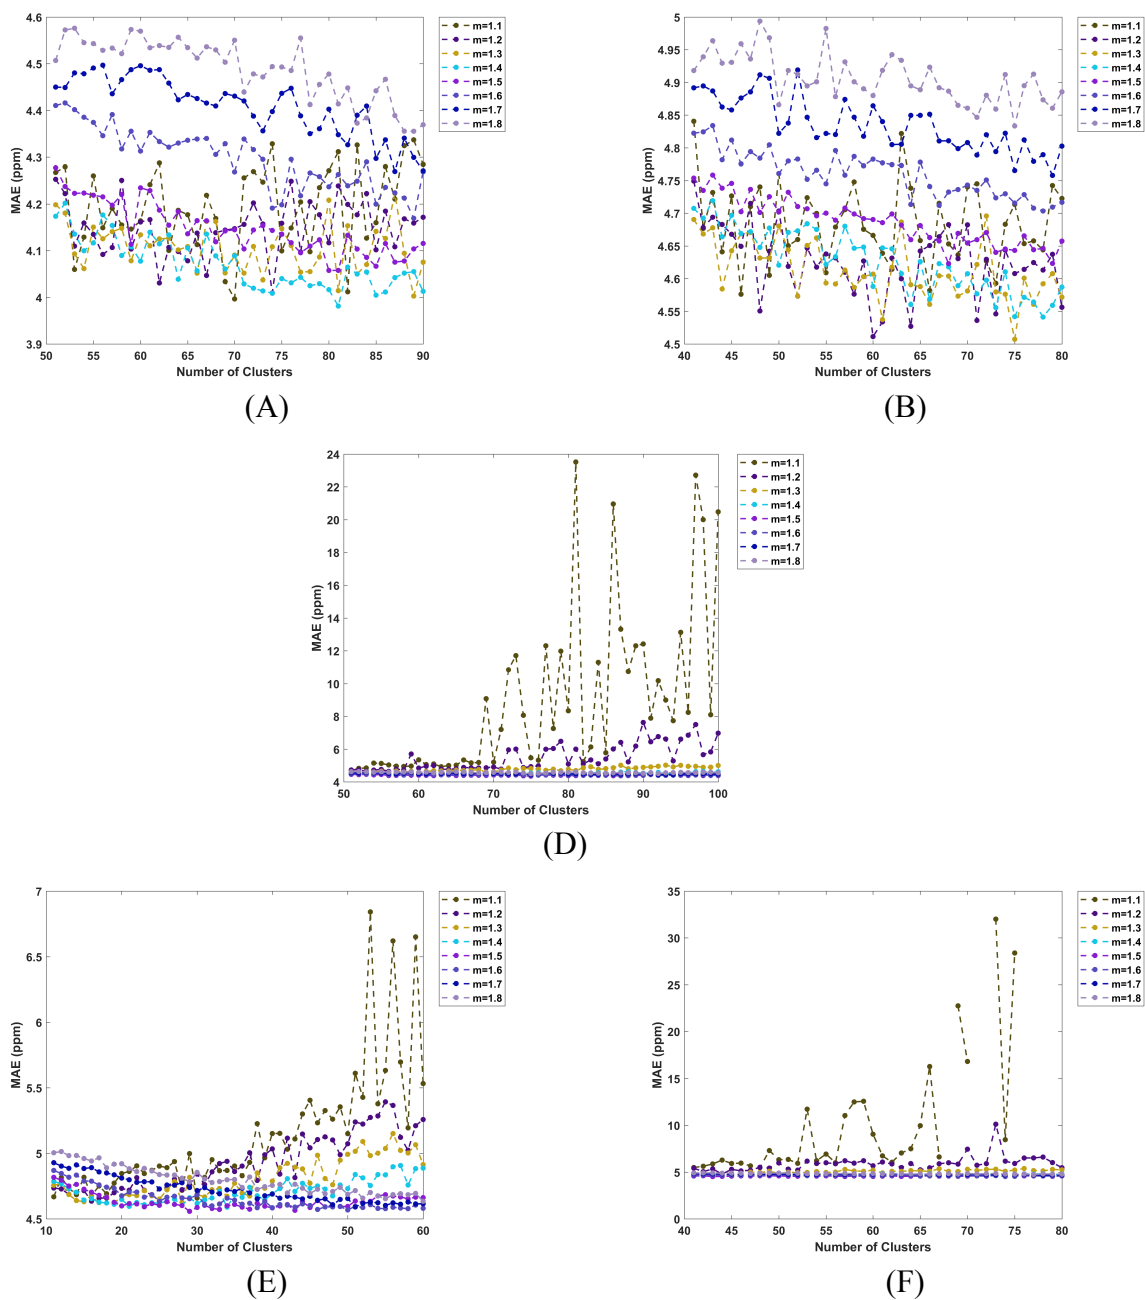 4.6
4.5
4.4
4.3
4.2
4.1
4
3.9
MAE (ppm)
50 55 60 65 70 75 80 85 90
Number of Clusters
m=1.1
m=1.2
m=1.3
m=1.4
m=1.5
m=1.6
m=1.7
m=1.8
(A)
5
4.95
4.9
4.85
4.8
4.75
4.7
4.65
4.6
4.55
4.5
MAE (ppm)
40 45 50 55 60 65 70 75 80
Number of Clusters
m=1.1
m=1.2
m=1.3
m=1.4
m=1.5
m=1.6
m=1.7
m=1.8
(B)
24
22
20
18
16
14
12
10
8
6
4
MAE (ppm)
50 60 70 80 90 100
Number of Clusters
m=1.1
m=1.2
m=1.3
m=1.4
m=1.5
m=1.6
m=1.7
m=1.8
(D)
7
6.5
6
5.5
5
4.5
MAE (ppm)
10 20 30 40 50 60
Number of Clusters
m=1.1
m=1.2
m=1.3
m=1.4
m=1.5
m=1.6
m=1.7
m=1.8
(E)
35
30
25
20
15
10
5
0
MAE (ppm)
40 45 50 55 60 65 70 75 80
Number of Clusters
m=1.1
m=1.2
m=1.3
m=1.4
m=1.5
m=1.6
m=1.7
m=1.8
(F)